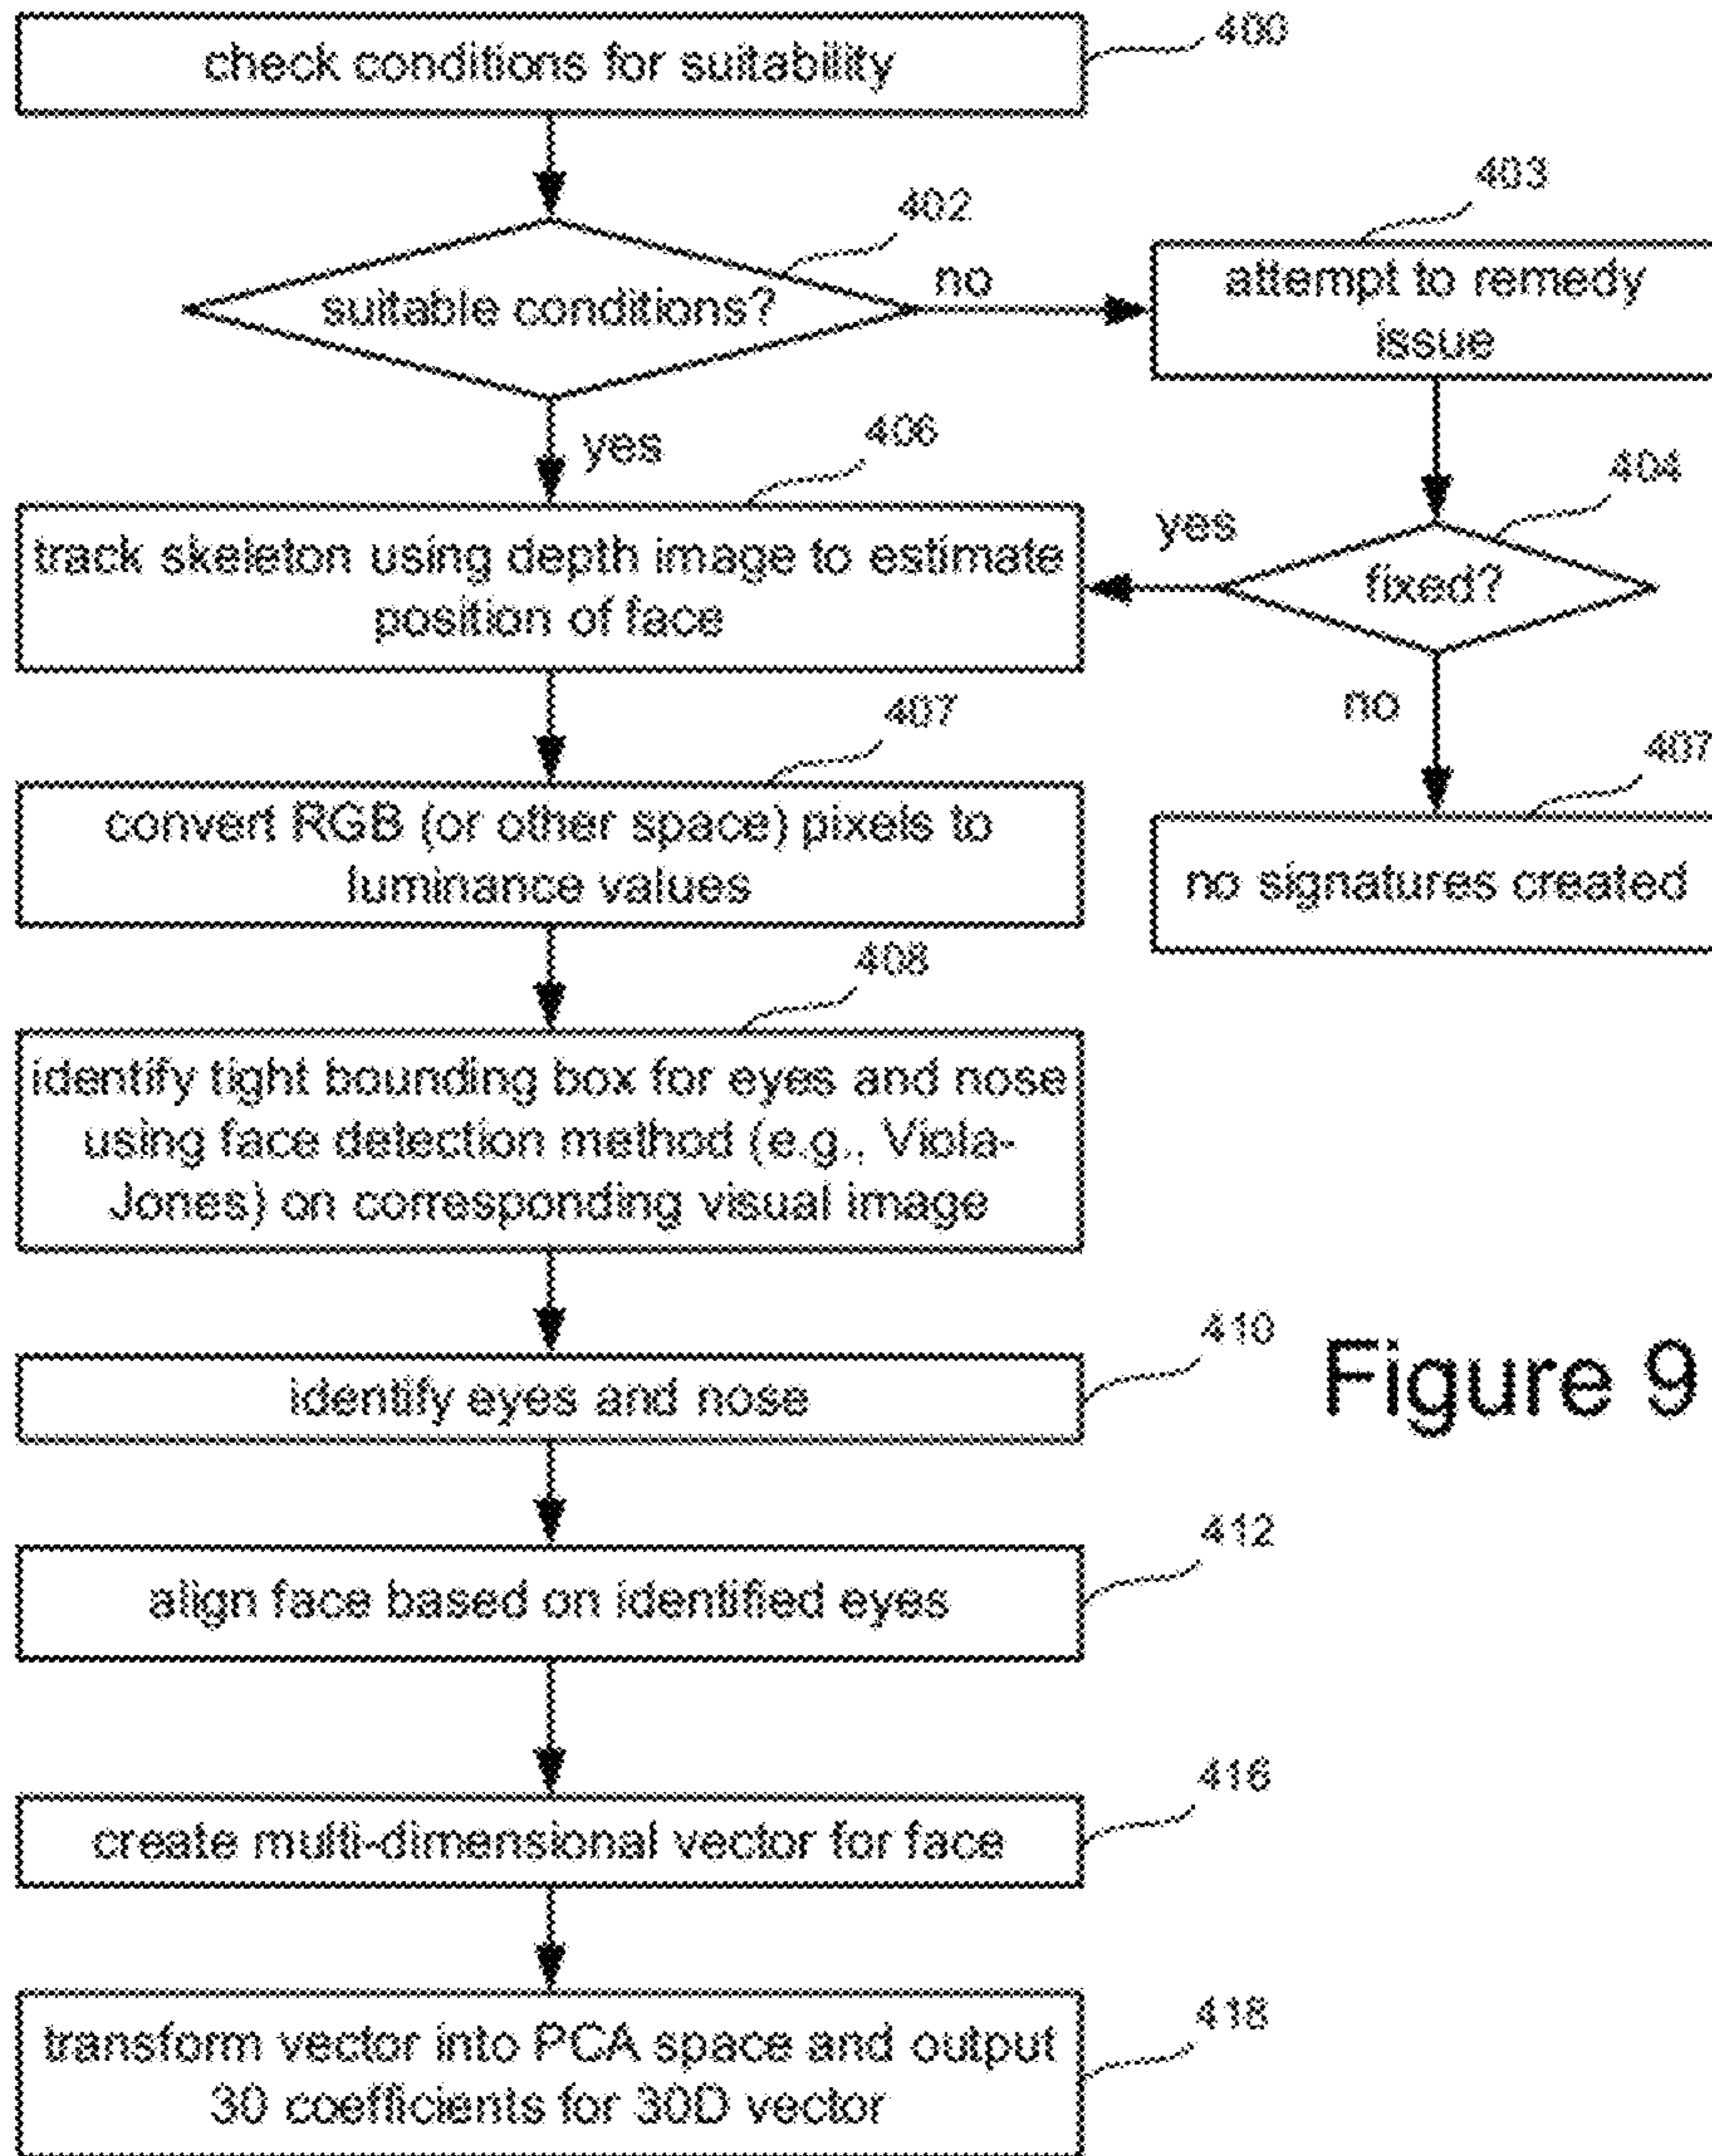 400
check conditions for suitability
403
402
suitable conditions?
no
attempt to remedy
issue
yes
406
404
track skeleton using depth image to estimate
position of face
yes
fixed?
407
no
convert RGB (or other space) pixels to
luminance values
407
no signatures created
408
identify tight bounding box for eyes and nose
using face detection method (e.g., Viola-
Jones) on corresponding visual image
410
identify eyes and nose
Figure 9
412
align face based on identified eyes
416
create multi-dimensional vector for face
418
transform vector into PCA space and output
30 coefficients for 30D vector